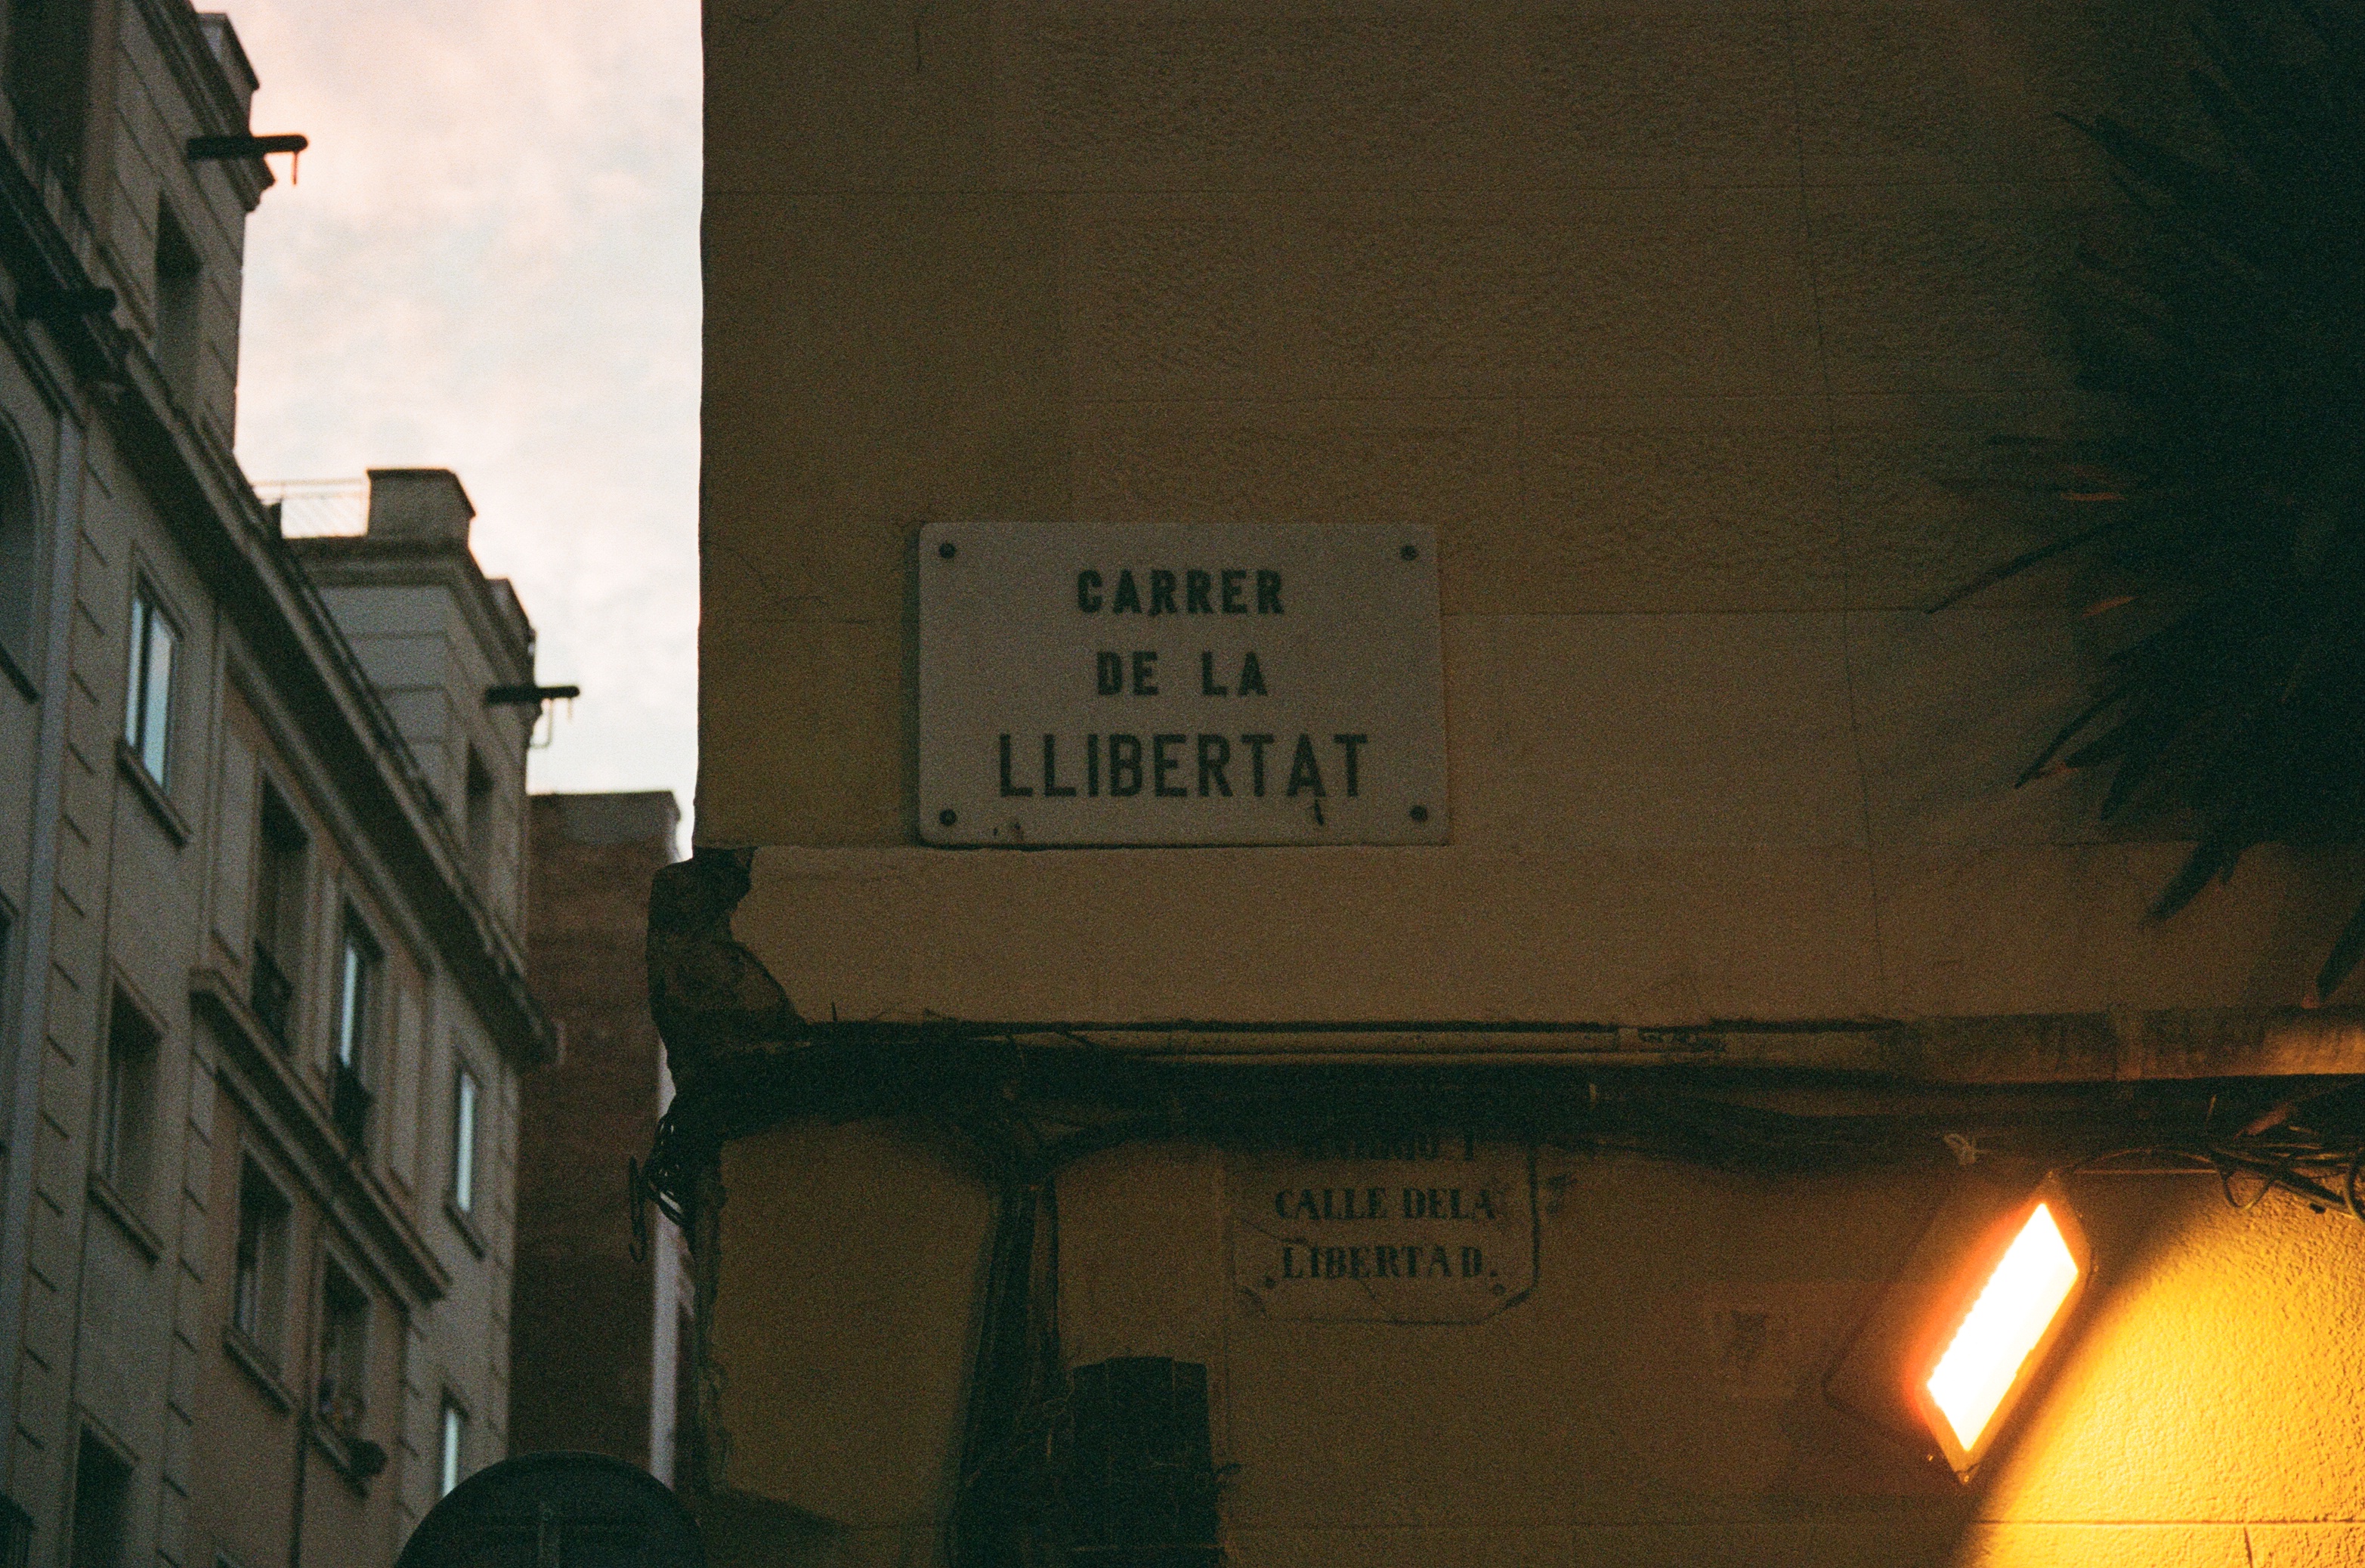 CARRER
DE LA
LLIBERTAT
CALLE DELA
LIBERTAD.